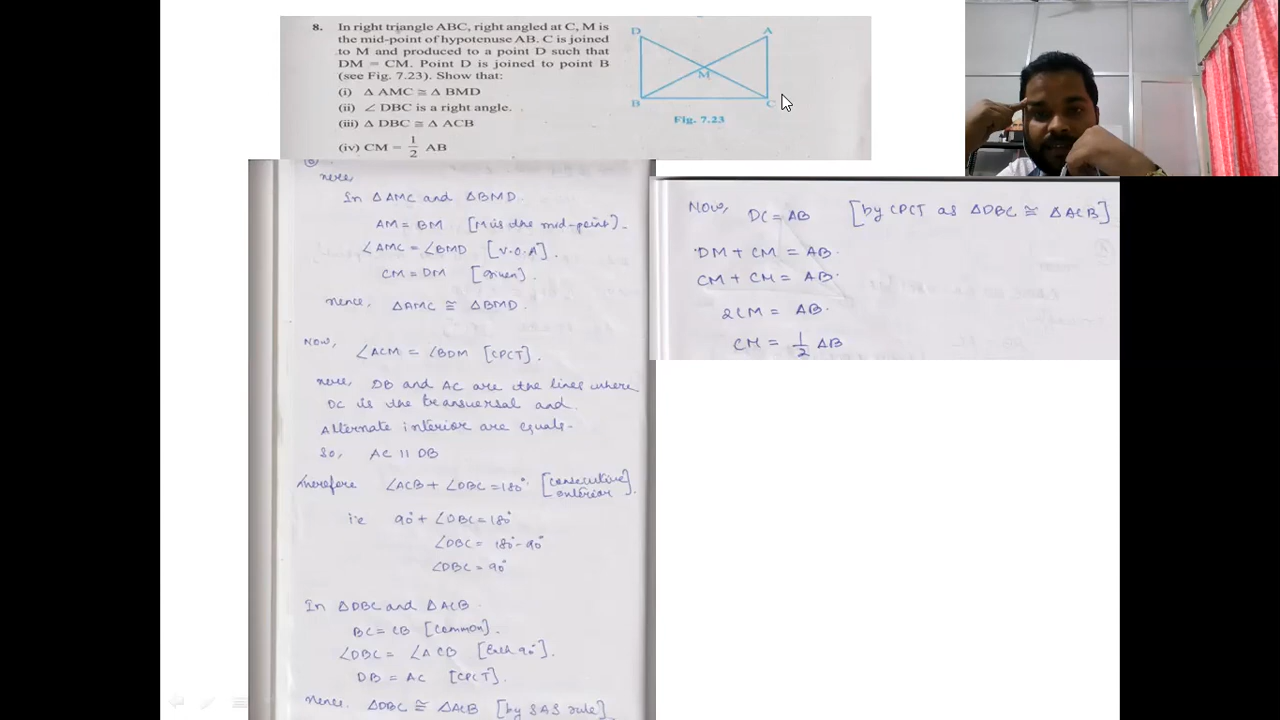 8. In right triangle ABC, right angled at C, M is
the mid-point of hypotenuse AB. C is joined
to M and produced to a point D such that
DM = CM. Point D is joined to point B
(see Fig. 7.23). Show that:
(i) Δ AMC ≅ Δ BMD
(ii) ∠ DBC is a right angle.
(iii) Δ DBC ≅ Δ ACB
(iv) CM = 1/2 AB
D A
M
B C
Fig. 7.23
here,
In ΔAMC and ΔBMD.
AM = BM [M is the mid-point].
∠AMC = ∠BMD [V.O.A].
CM = DM [given].
Hence, ΔAMC ≅ ΔBMD.
Now,
∠ACM = ∠BDM [CPCT].
here, DB and AC are the lines where
DC is the transversal and
Alternate interior are equals.
So, AC || DB
Therefore ∠ACB + ∠DBC = 180° [consecutive
interior].
i.e 90° + ∠DBC = 180°
∠DBC = 180° - 90°
∠DBC = 90°
In ΔDBC and ΔACB.
BC = CB [common].
∠DBC = ∠ACB [Each 90°].
DB = AC [CPCT].
Hence. ΔDBC ≅ ΔACB [by SAS rule].
Now, DC = AB [by CPCT as ΔDBC ≅ ΔACB]
DM + CM = AB.
CM + CM = AB.
2CM = AB.
CM = 1/2 AB